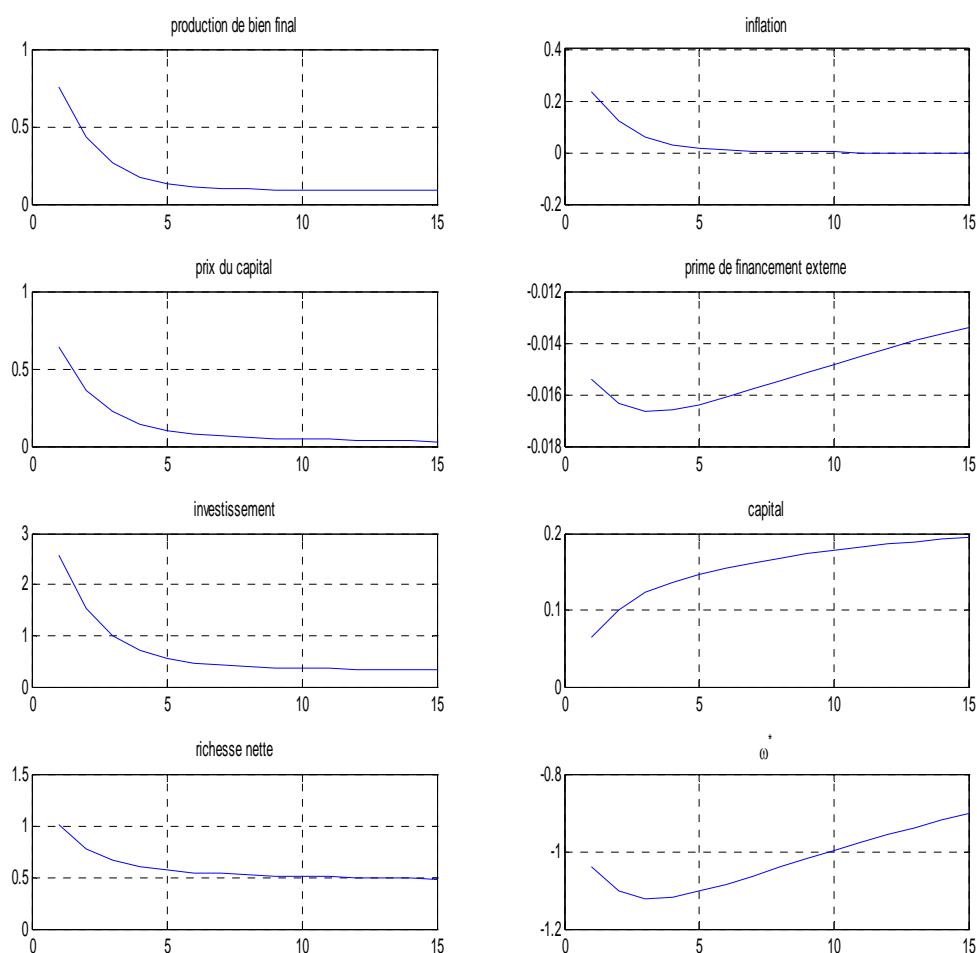 production de bien final
1
0.5
0
0 5 10 15
inflation
0.4
0.2
0
-0.2
0 5 10 15
prix du capital
1
0.5
0
0 5 10 15
prime de financement externe
-0.012
-0.014
-0.016
-0.018
0 5 10 15
investissement
3
2
1
0
0 5 10 15
capital
0.2
0.1
0
0 5 10 15
richesse nette
1.5
1
0.5
0
0 5 10 15
ω*
-0.8
-1
-1.2
0 5 10 15